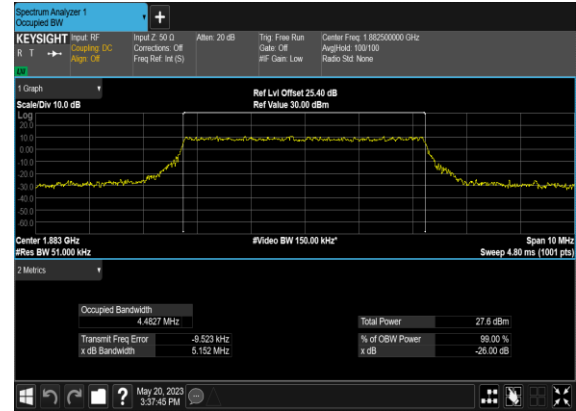 Spectrum Analyzer 1
Occupied BW
+
KEYSIGHT Input: RF Input Z: 50 Ω Atten: 20 dB Trig: Free Run Center Freq: 1.882500000 GHz
R T Coupling: DC Corrections: Off Gate: Off Avg|Hold: 100/100
Align: Off Freq Ref: Int (S) #IF Gain: Low Radio Std: None
1 Graph
Ref Lvl Offset 25.40 dB
Scale/Div 10.0 dB Ref Value 30.00 dBm
Log
20.0
10.0
0.00
-10.0
-20.0
-30.0
-40.0
-50.0
-60.0
Center 1.883 GHz #Video BW 150.00 kHz* Span 10 MHz
#Res BW 51.000 kHz Sweep 4.80 ms (1001 pts)
2 Metrics
Occupied Bandwidth
4.4827 MHz Total Power 27.6 dBm
Transmit Freq Error -9.523 kHz % of OBW Power 99.00 %
x dB Bandwidth 5.152 MHz x dB -26.00 dB
? May 20, 2023
3:37:45 PM